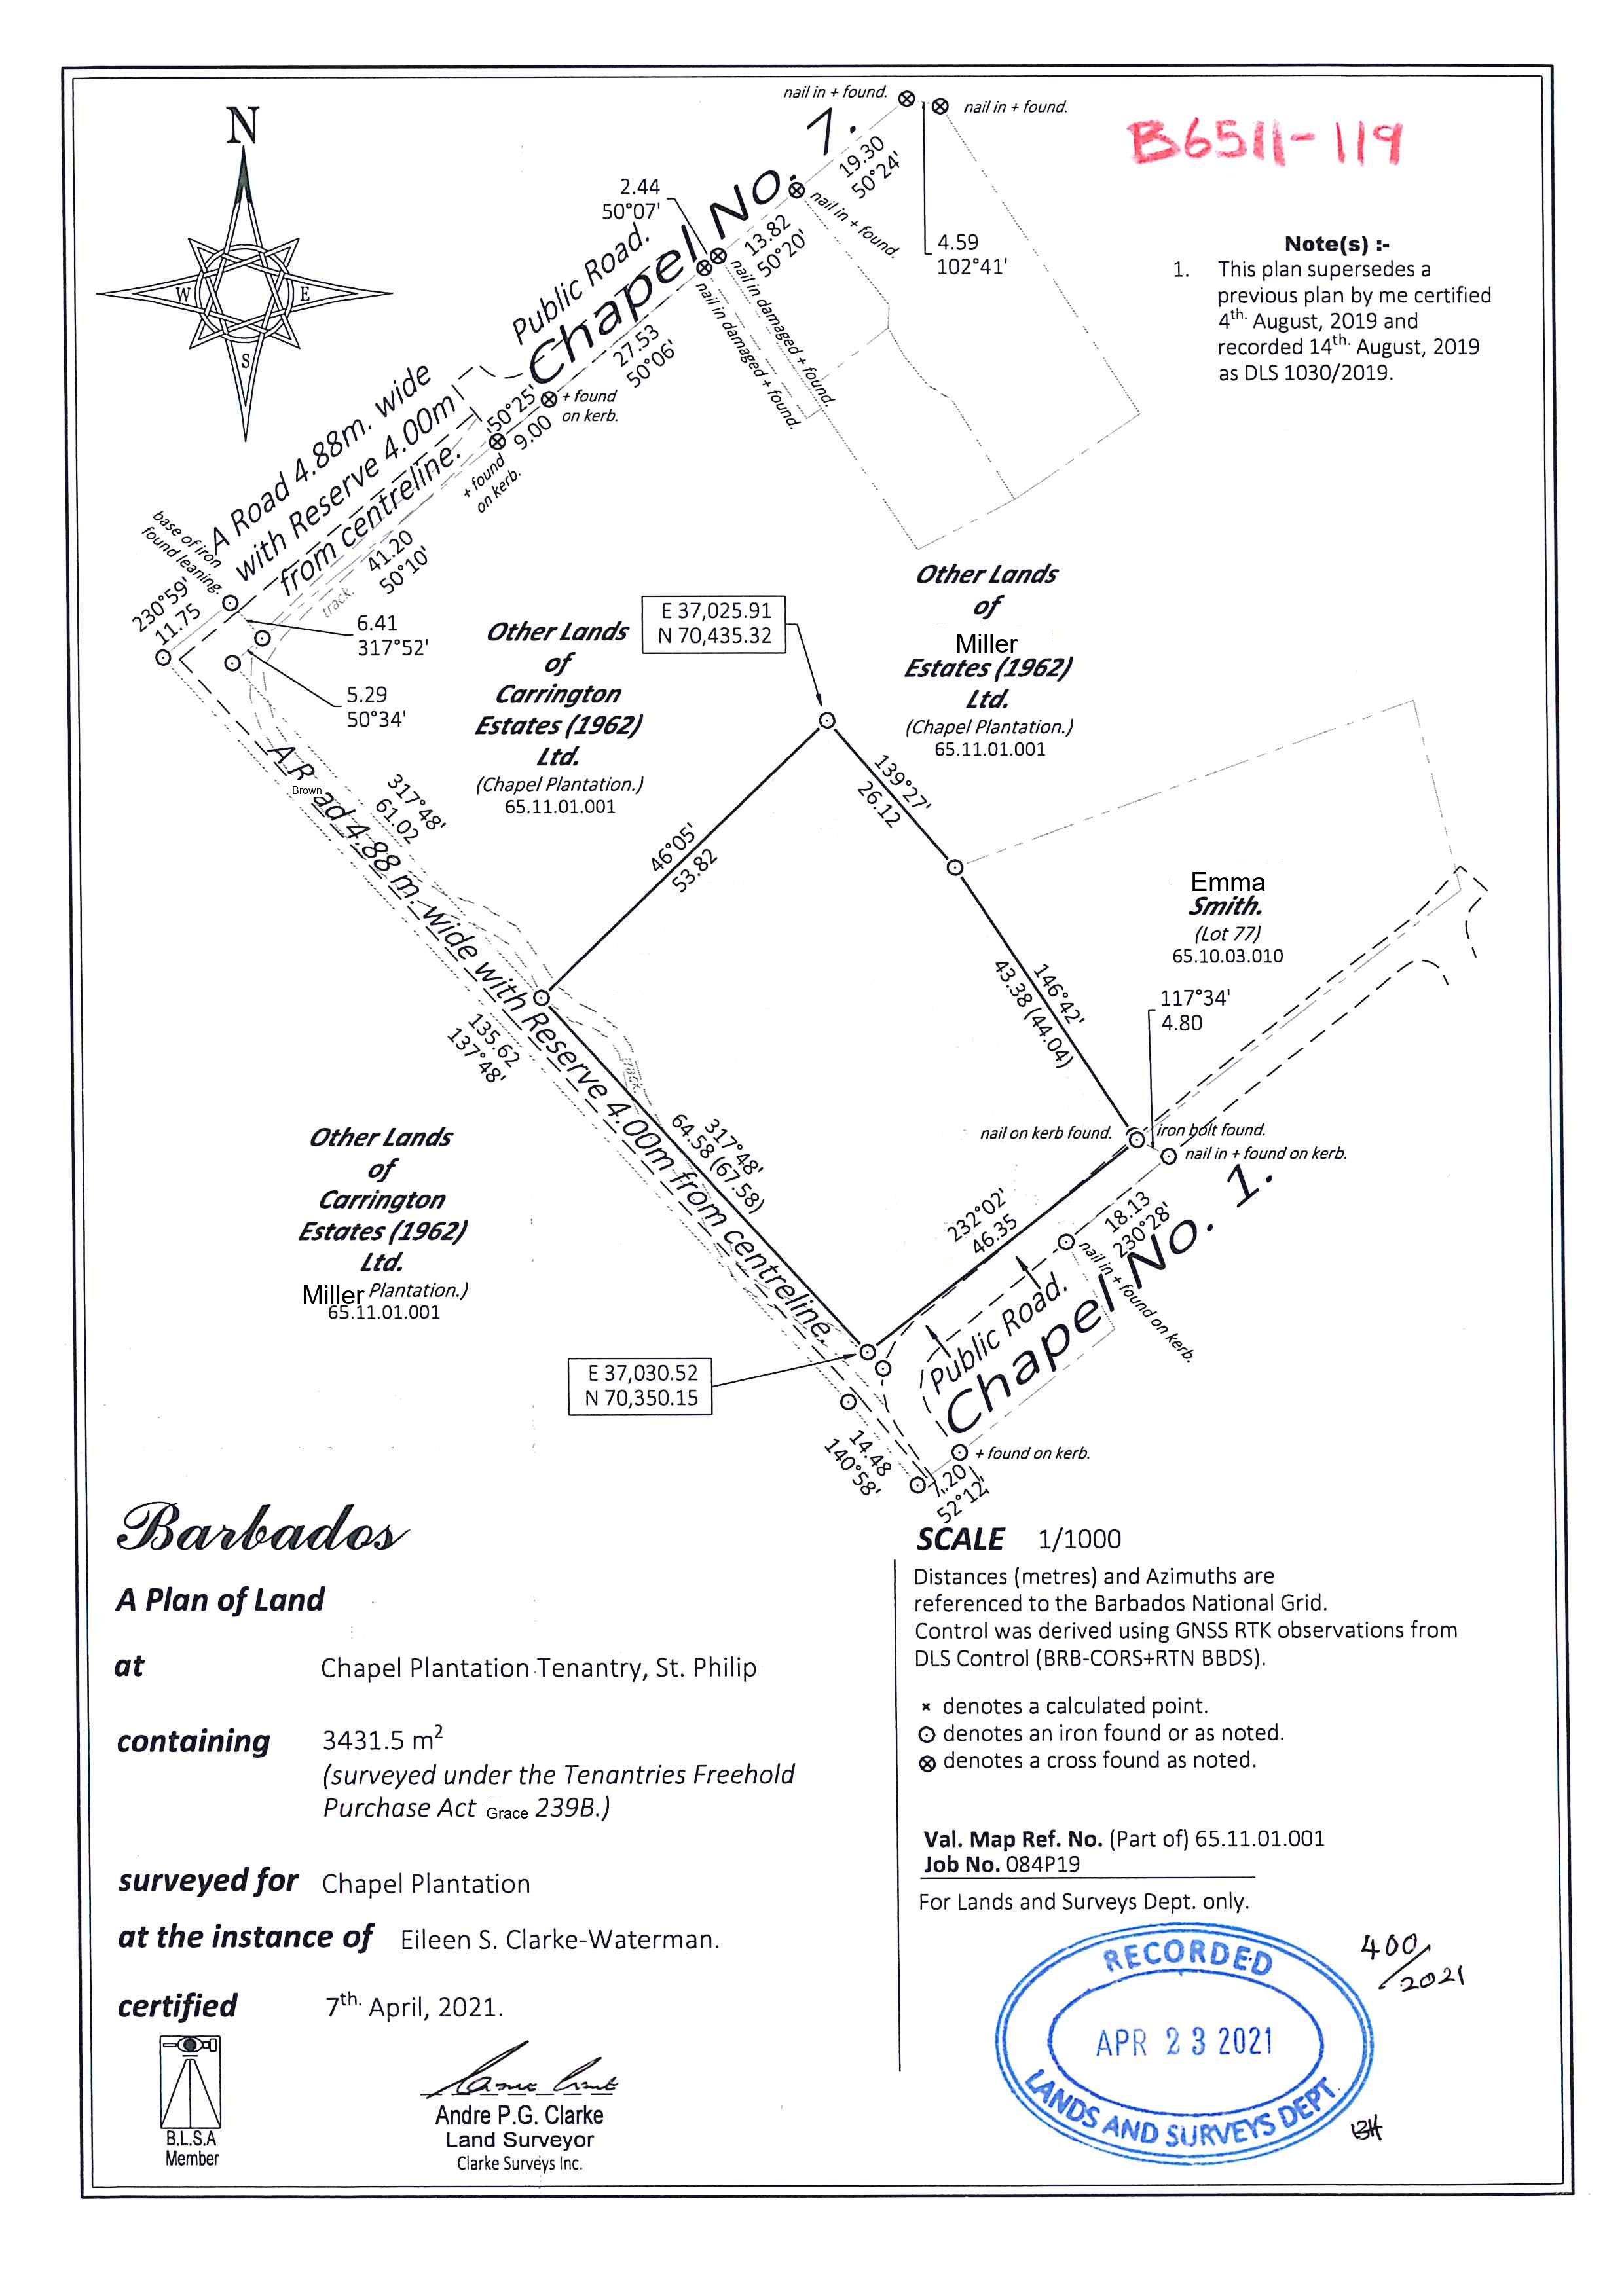 N
W
E
S
B6511-119
nail in + found.
nail in + found.
19.30
50°24'
2.44
50°07'
nail in + found.
13.82
50°20'
4.59
102°41'
Public Road.
Chapel No. 1.
nail in damaged + found.
nail in damaged + found.
27.53
50°06'
Note(s) :-
1. This plan supersedes a
previous plan by me certified
4th. August, 2019 and
recorded 14th. August, 2019
as DLS 1030/2019.
50°25'
9.00
+ found
on kerb.
+ found
on kerb.
A Road 4.88m. wide
with Reserve 4.00m
from centreline.
41.20
50°10'
track.
base of iron
found leaning.
230°59'
11.75
6.41
317°52'
5.29
50°34'
E 37,025.91
N 70,435.32
Other Lands
of
Carrington
Estates (1962)
Ltd.
(Chapel Plantation.)
65.11.01.001
Other Lands
of
Miller
Estates (1962)
Ltd.
(Chapel Plantation.)
65.11.01.001
139°27'
26.12
46°05'
53.82
317°48'
61.02
Brown
A R ad 4.88 m. wide with Reserve 4.00m from centreline.
Emma
Smith.
(Lot 77)
65.10.03.010
146°42'
43.38 (44.04)
117°34'
4.80
135.62
137°48'
track.
317°48'
64.58 (67.58)
nail on kerb found.
iron bolt found.
nail in + found on kerb.
Other Lands
of
Carrington
Estates (1962)
Ltd.
Miller Plantation.)
65.11.01.001
232°02'
46.35
18.13
230°28'
nail in + found on kerb.
Public Road.
Chapel No. 1.
E 37,030.52
N 70,350.15
14.48
140°58'
+ found on kerb.
7.20
52°12'
Barbados
A Plan of Land
at Chapel Plantation Tenantry, St. Philip
containing 3431.5 m2
(surveyed under the Tenantries Freehold
Purchase Act Grace 239B.)
surveyed for Chapel Plantation
at the instance of Eileen S. Clarke-Waterman.
certified 7th. April, 2021.
B.L.S.A
Member
Andre P.G. Clarke
Land Surveyor
Clarke Surveys Inc.
SCALE 1/1000
Distances (metres) and Azimuths are
referenced to the Barbados National Grid.
Control was derived using GNSS RTK observations from
DLS Control (BRB-CORS+RTN BBDS).
× denotes a calculated point.
⊙ denotes an iron found or as noted.
⊗ denotes a cross found as noted.
Val. Map Ref. No. (Part of) 65.11.01.001
Job No. 084P19
For Lands and Surveys Dept. only.
RECORDED
APR 23 2021
LANDS AND SURVEYS DEPT.
400/2021
BH